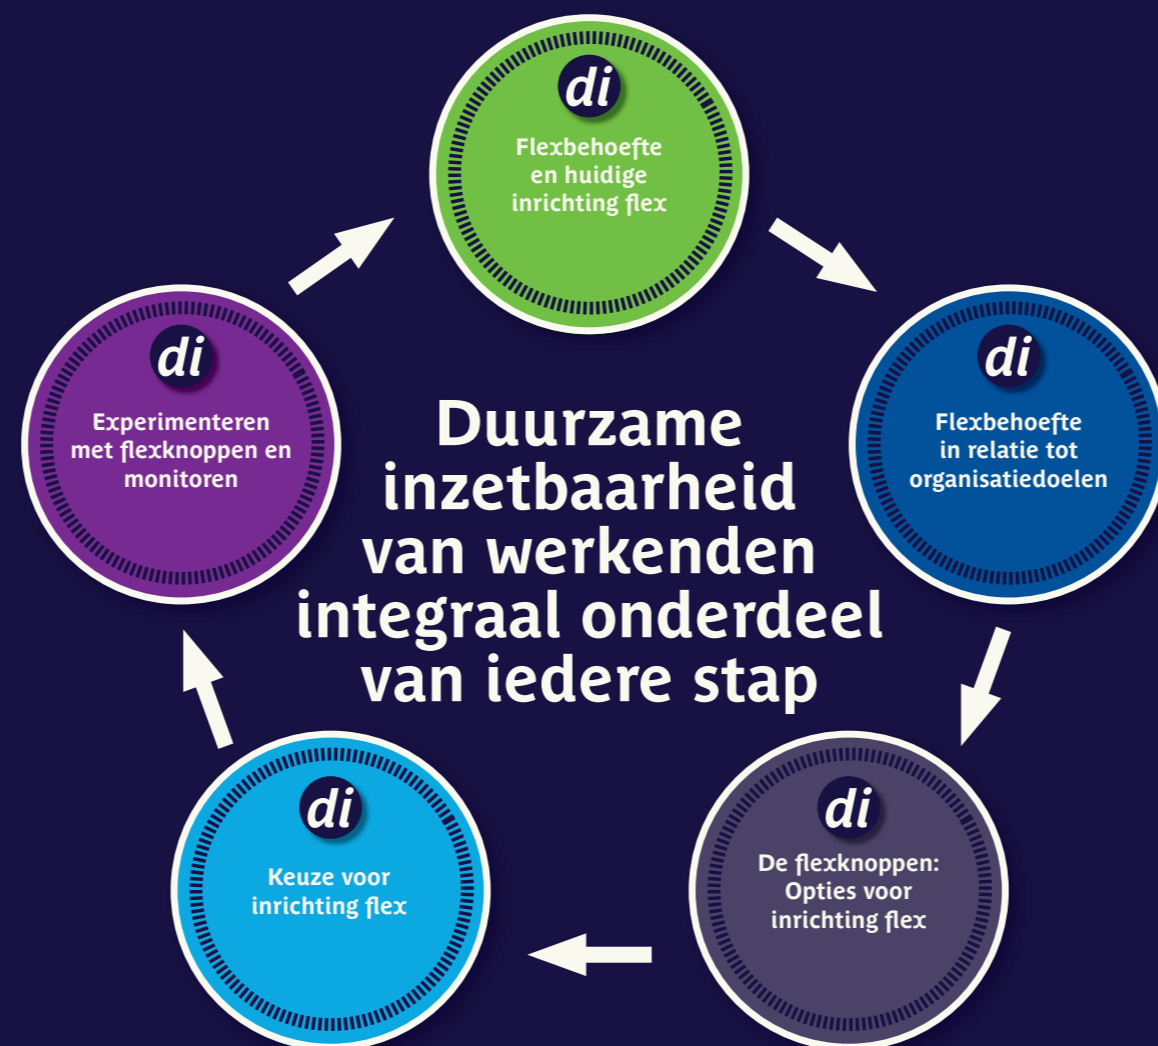 di
Flexbehoefte
en huidige
inrichting flex
di
Flexbehoefte
in relatie tot
organisatiedoelen
di
De flexknoppen:
Opties voor
inrichting flex
di
Keuze voor
inrichting flex
di
Experimenteren
met flexknoppen en
monitoren
Duurzame
inzetbaarheid
van werkenden
integraal onderdeel
van iedere stap